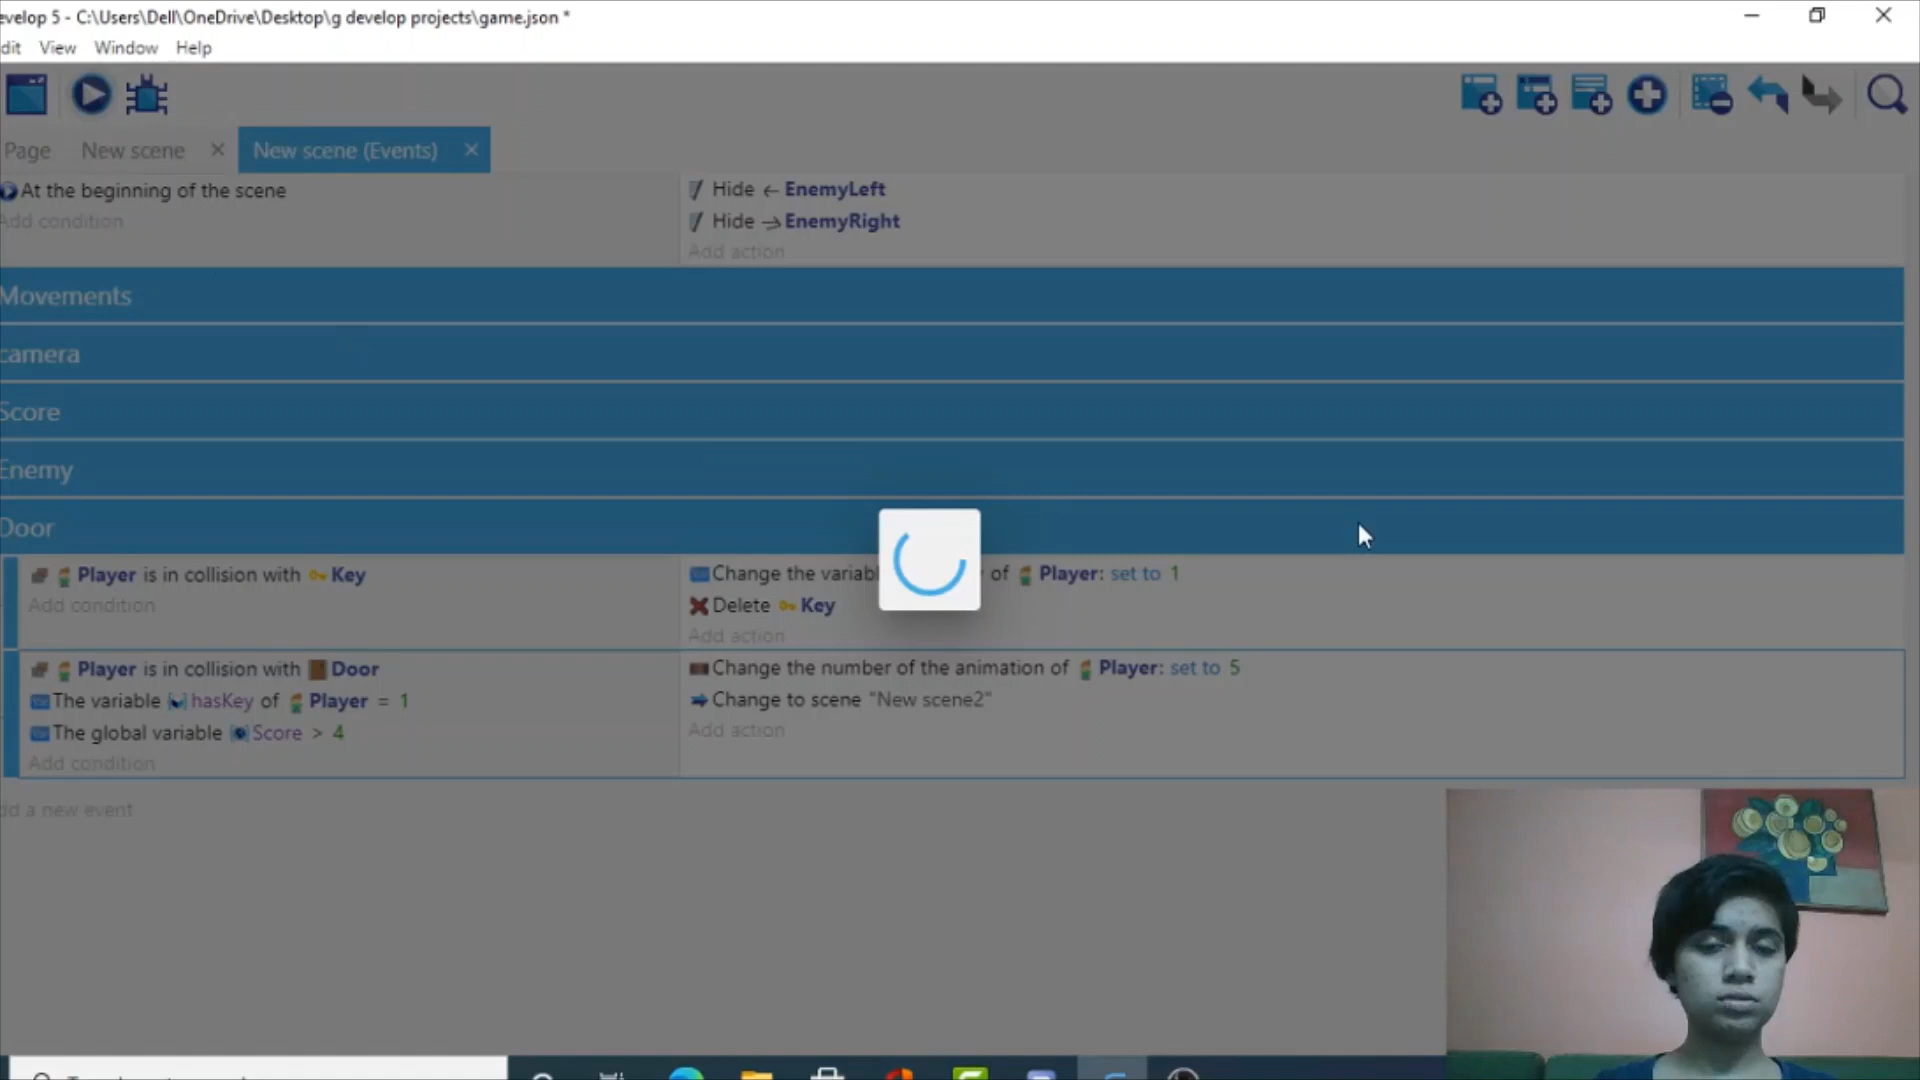 evelop 5 - C:\Users\Dell\OneDrive\Desktop\g develop projects\game.json *
dit View Window Help
Page New scene × New scene (Events) ×
At the beginning of the scene
Add condition
Hide ← EnemyLeft
Hide → EnemyRight
Add action
Movements
camera
Score
Enemy
Door
Player is in collision with Key
Add condition
Change the variabl of Player: set to 1
Delete Key
Add action
Player is in collision with Door
The variable hasKey of Player = 1
The global variable Score > 4
Add condition
Change the number of the animation of Player: set to 5
Change to scene "New scene2"
Add action
dd a new event